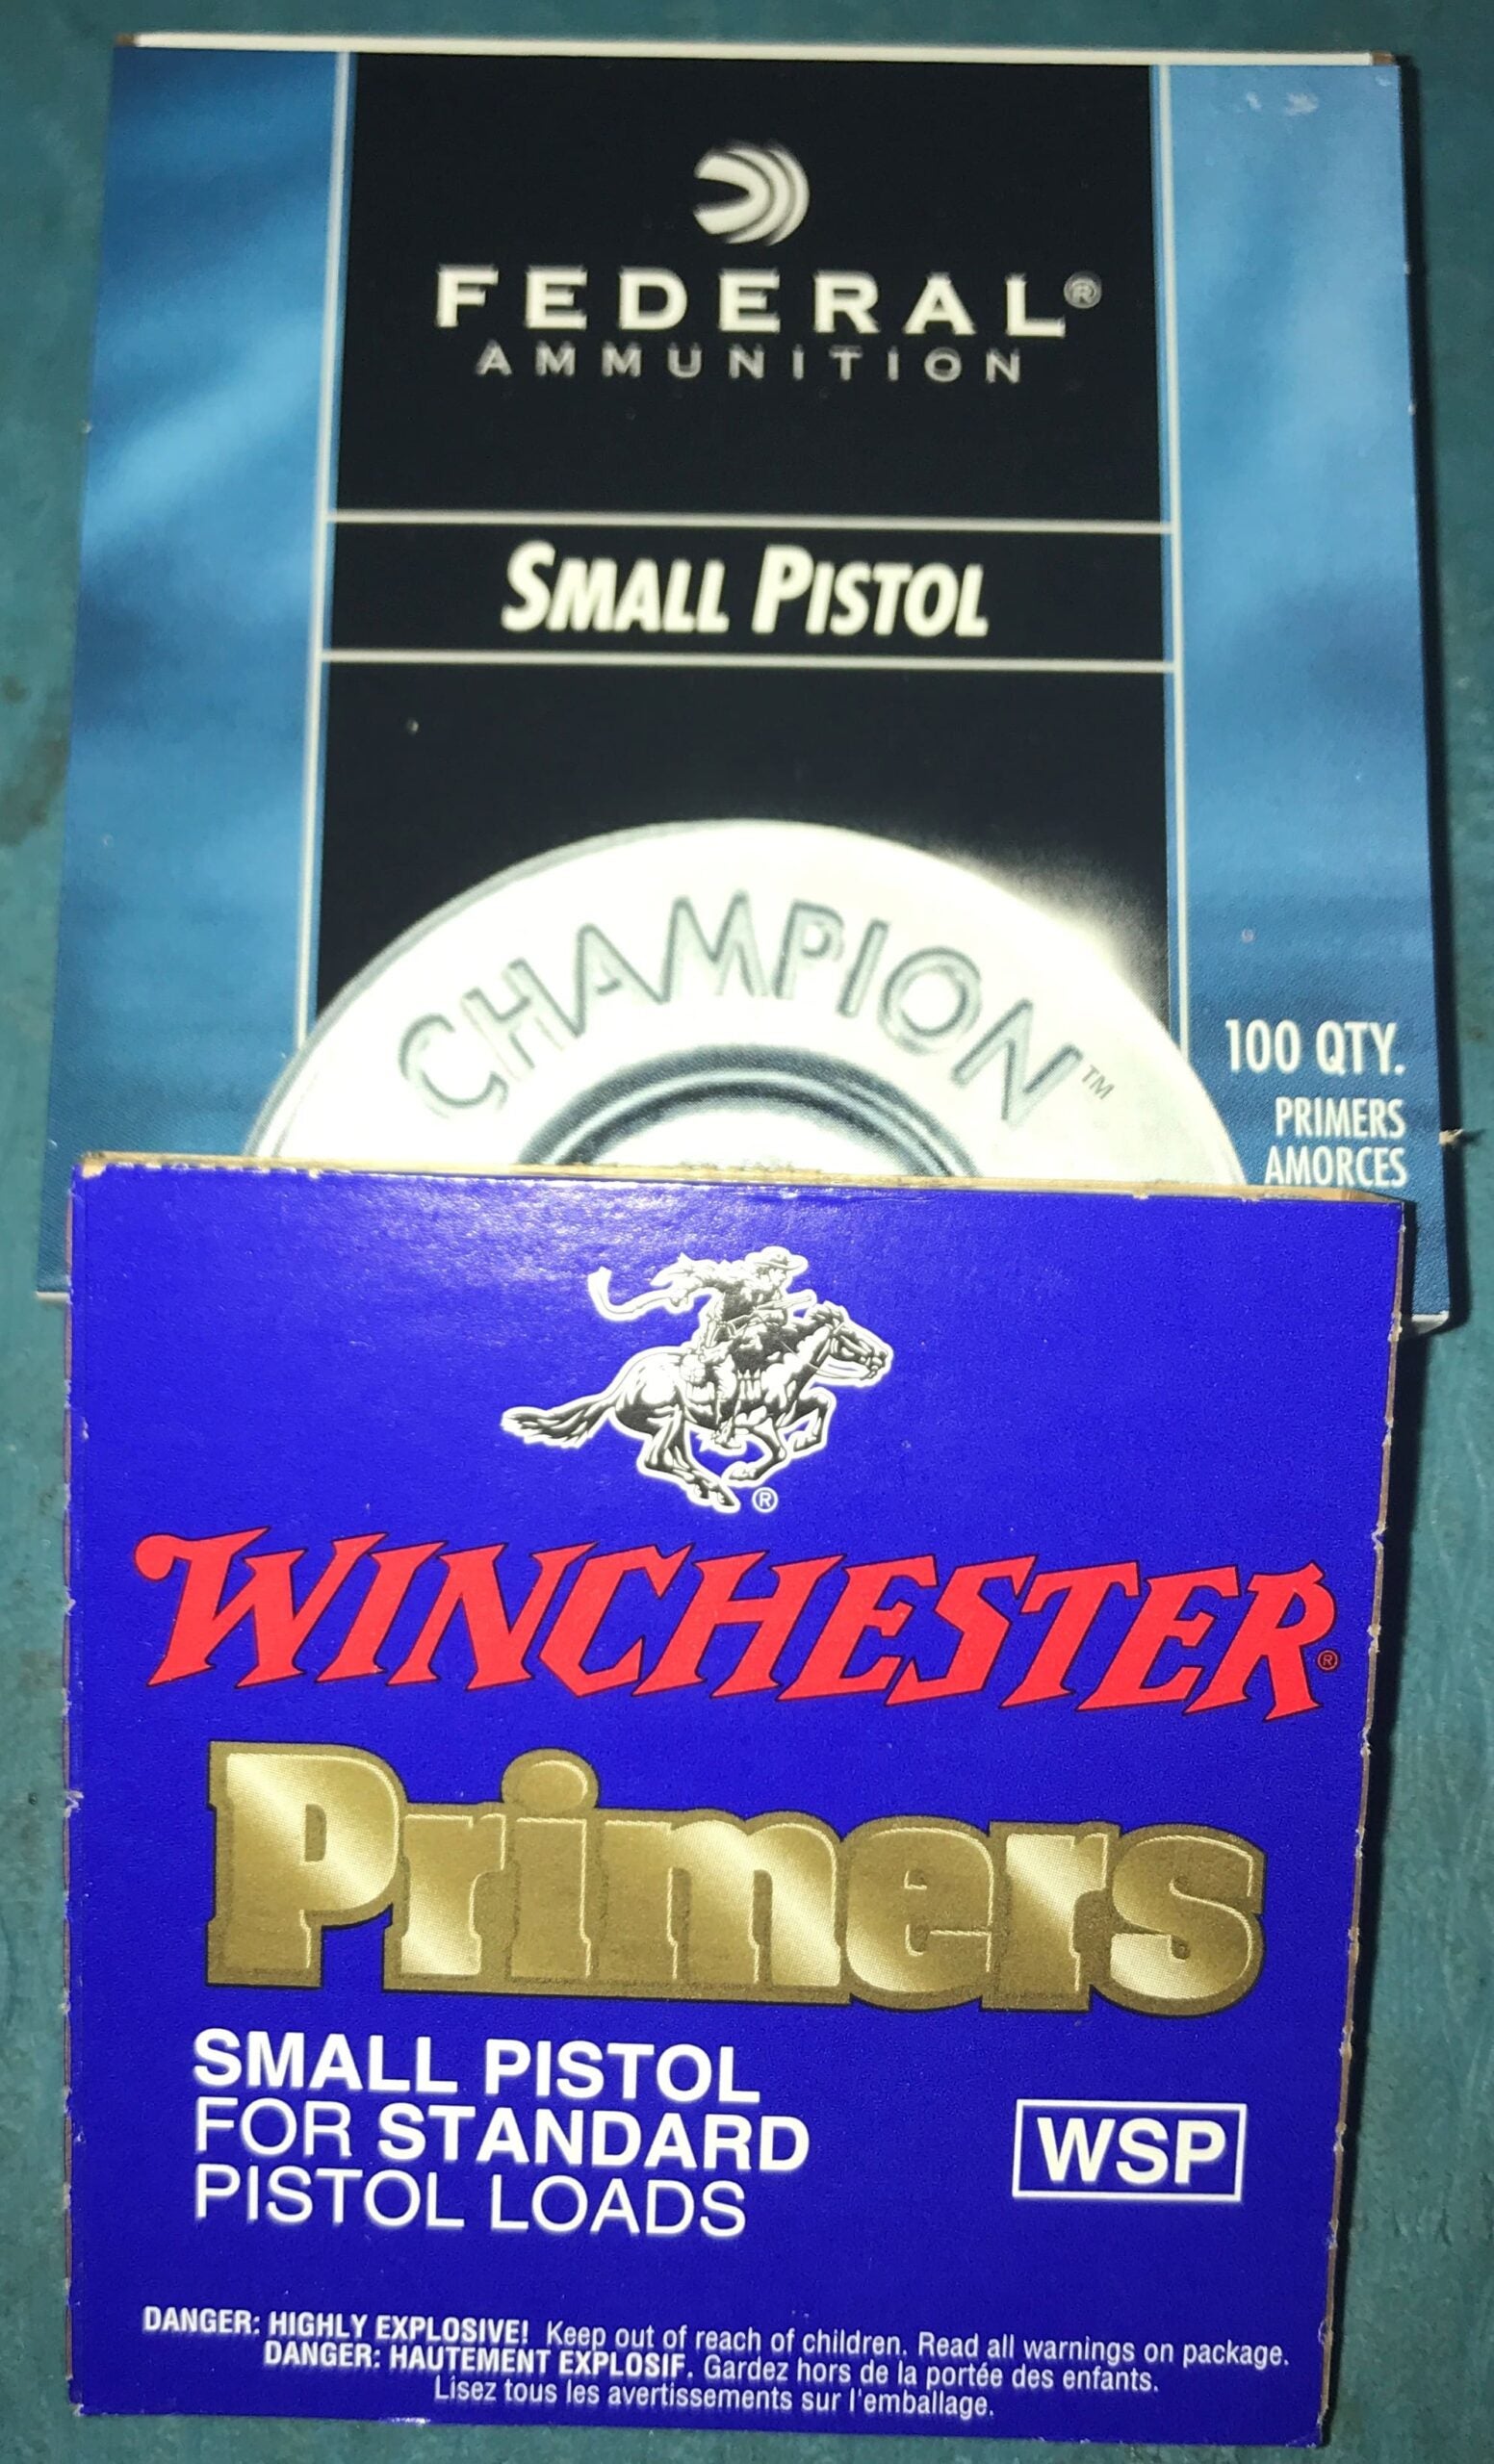 FEDERAL®
AMMUNITION
SMALL PISTOL
CHAMPION™
100 QTY.
PRIMERS
AMORCES
®
WINCHESTER®
Primers
SMALL PISTOL
FOR STANDARD
PISTOL LOADS
WSP
DANGER: HIGHLY EXPLOSIVE! Keep out of reach of children. Read all warnings on package.
DANGER: HAUTEMENT EXPLOSIF. Gardez hors de la portée des enfants.
Lisez tous les avertissements sur l'emballage.